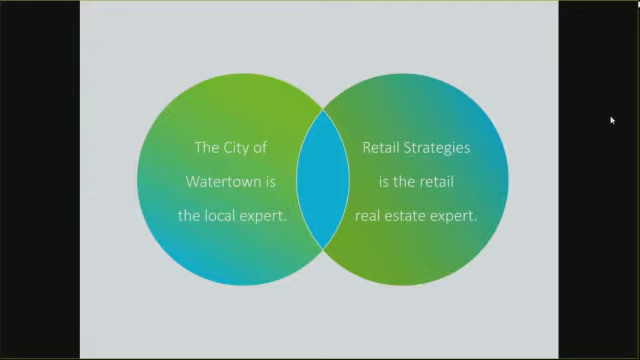 The City of
Watertown is
the local expert.
Retail Strategies
is the retail
real estate expert.